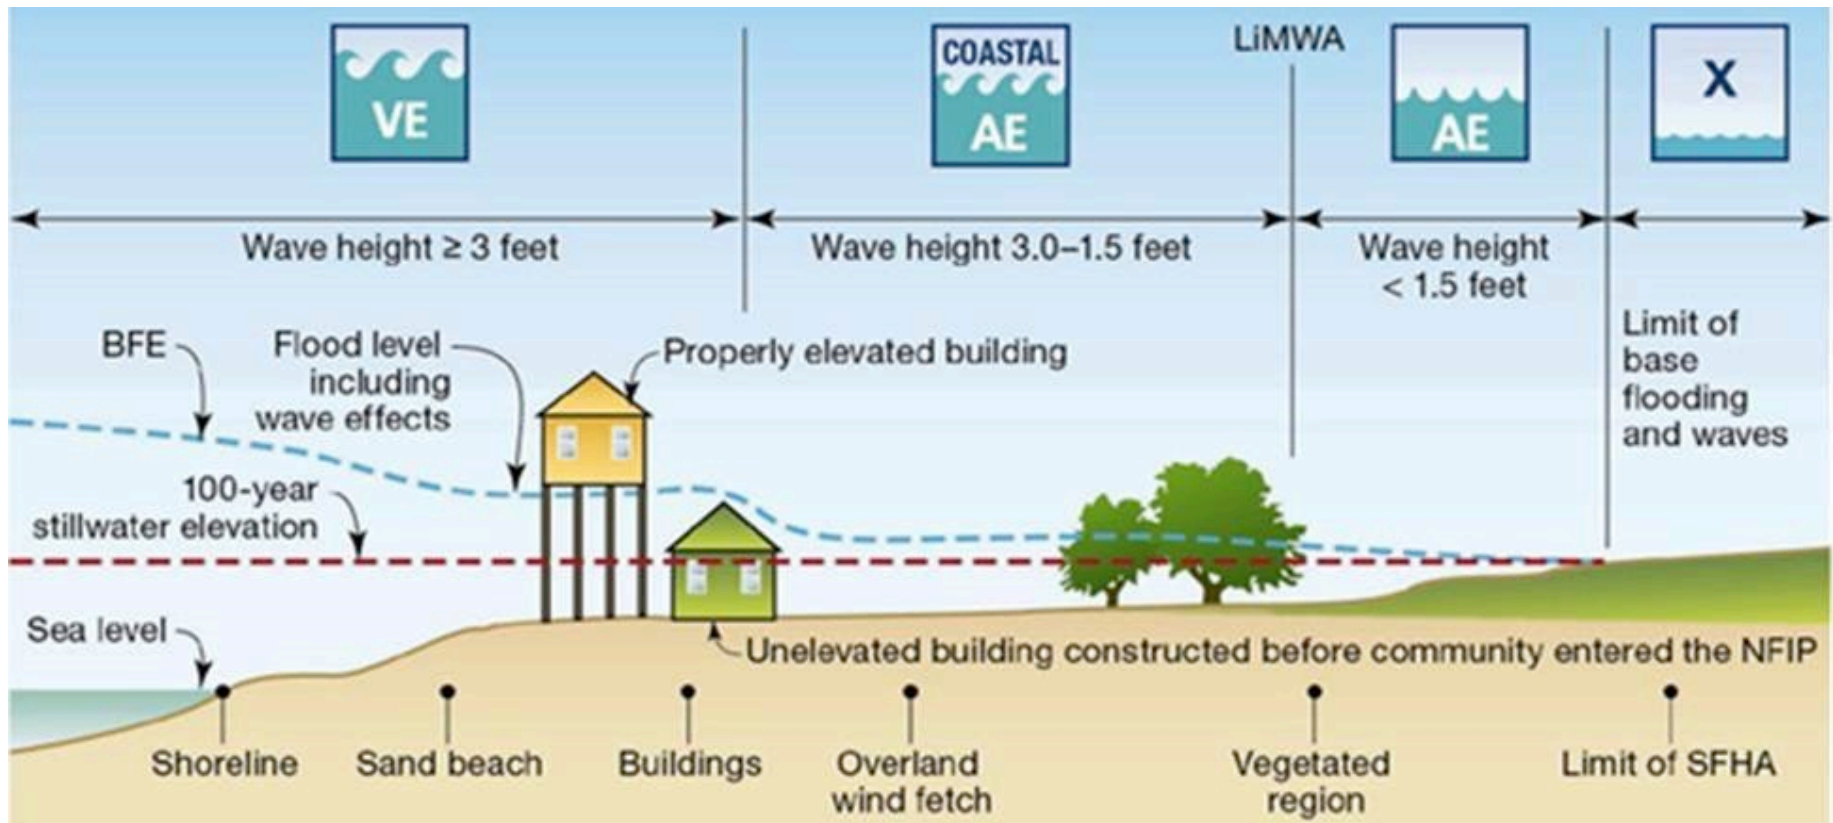 VE
COASTAL
AE
LiMWA
AE
X
Wave height ≥ 3 feet
Wave height 3.0–1.5 feet
Wave height
< 1.5 feet
BFE
Flood level
including
wave effects
Properly elevated building
Limit of
base
flooding
and waves
100-year
stillwater elevation
Sea level
Unelevated building constructed before community entered the NFIP
Shoreline
Sand beach
Buildings
Overland
wind fetch
Vegetated
region
Limit of SFHA